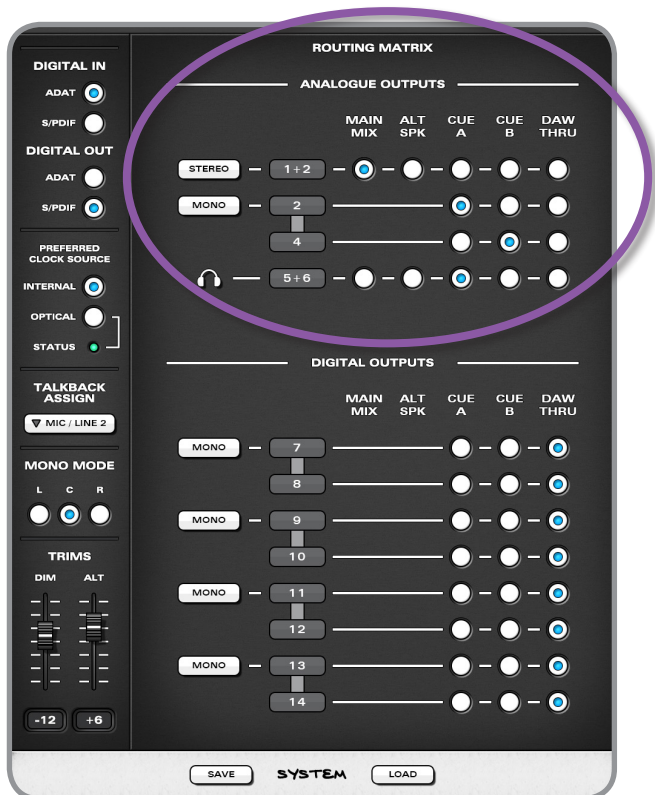 DIGITAL IN
ADAT
S/PDIF
DIGITAL OUT
ADAT
S/PDIF
PREFERRED
CLOCK SOURCE
INTERNAL
OPTICAL
STATUS
TALKBACK
ASSIGN
MIC / LINE 2
MONO MODE
L C R
TRIMS
DIM ALT
-12 +6
ROUTING MATRIX
ANALOGUE OUTPUTS
MAIN MIX ALT SPK CUE A CUE B DAW THRU
STEREO 1+2
MONO 2
4
5+6
DIGITAL OUTPUTS
MAIN MIX ALT SPK CUE A CUE B DAW THRU
MONO 7
8
MONO 9
10
MONO 11
12
MONO 13
14
SAVE SYSTEM LOAD